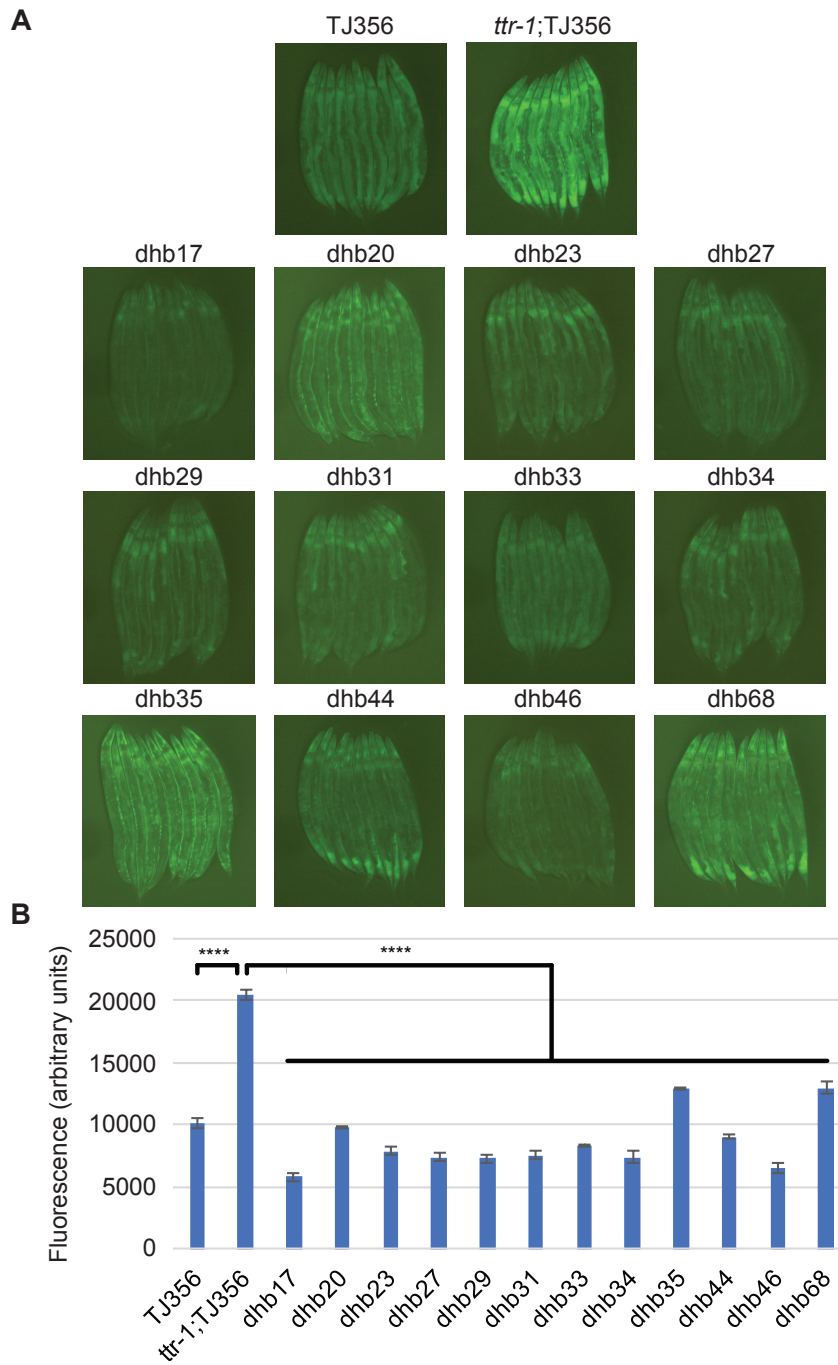 A
TJ356 ttr-1;TJ356
dhb17 dhb20 dhb23 dhb27
dhb29 dhb31 dhb33 dhb34
dhb35 dhb44 dhb46 dhb68
B
Fluorescence (arbitrary units)
25000
20000
15000
10000
5000
0
**** ****
TJ356 ttr-1;TJ356 dhb17 dhb20 dhb23 dhb27 dhb29 dhb31 dhb33 dhb34 dhb35 dhb44 dhb46 dhb68